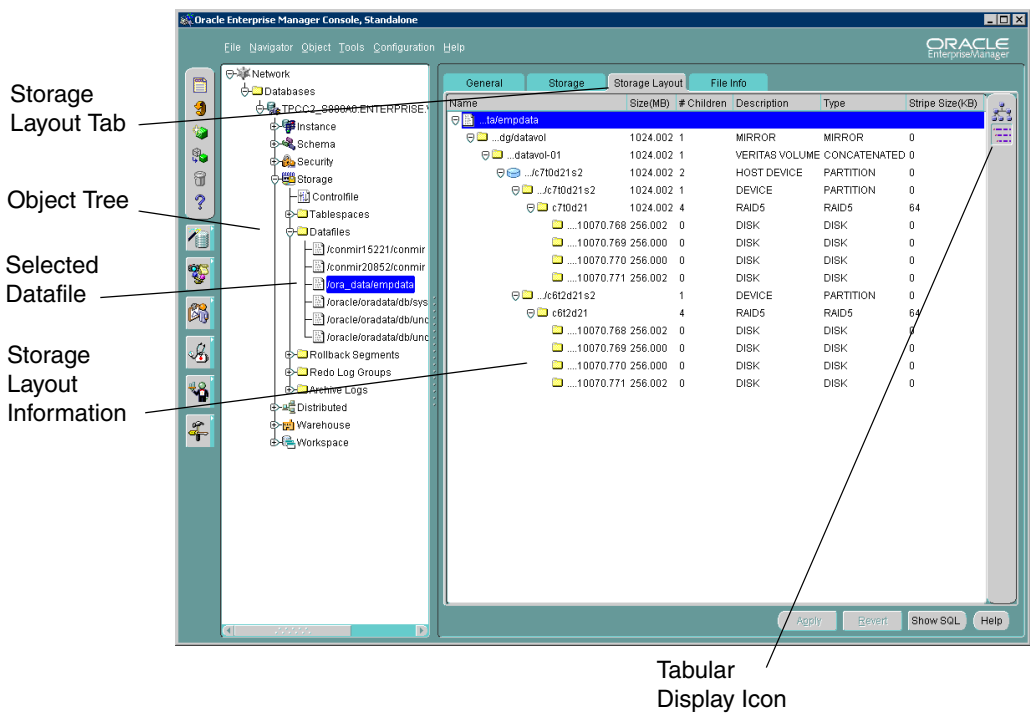 Oracle Enterprise Manager Console, Standalone
File Navigator Object Tools Configuration Help
ORACLE
EnterpriseManager
Storage
Layout Tab
Object Tree
Selected
Datafile
Storage
Layout
Information
Network
Databases
TPCC2_S880A0.ENTERPRISE.
Instance
Schema
Security
Storage
Controlfile
Tablespaces
Datafiles
/conmir15221/conmir
/conmir20852/conmir
/ora_data/empdata
/oracle/oradata/db/sys
/oracle/oradata/db/und
/oracle/oradata/db/und
Rollback Segments
Redo Log Groups
Archive Logs
Distributed
Warehouse
Workspace
General Storage Storage Layout File Info
Name Size(MB) # Children Description Type Stripe Size(KB)
...ta/empdata
...dg/datavol 1024.002 1 MIRROR MIRROR 0
...datavol-01 1024.002 1 VERITAS VOLUME CONCATENATED 0
.../c7t0d21s2 1024.002 2 HOST DEVICE PARTITION 0
.../c7t0d21s2 1024.002 1 DEVICE PARTITION 0
c7t0d21 1024.002 4 RAID5 RAID5 64
....10070.768 256.002 0 DISK DISK 0
....10070.769 256.000 0 DISK DISK 0
....10070.770 256.000 0 DISK DISK 0
....10070.771 256.002 0 DISK DISK 0
.../c6t2d21s2 1 DEVICE PARTITION 0
c6t2d21 4 RAID5 RAID5 64
....10070.768 256.002 0 DISK DISK 0
....10070.769 256.000 0 DISK DISK 0
....10070.770 256.000 0 DISK DISK 0
....10070.771 256.002 0 DISK DISK 0
Apply Revert Show SQL Help
Tabular
Display Icon